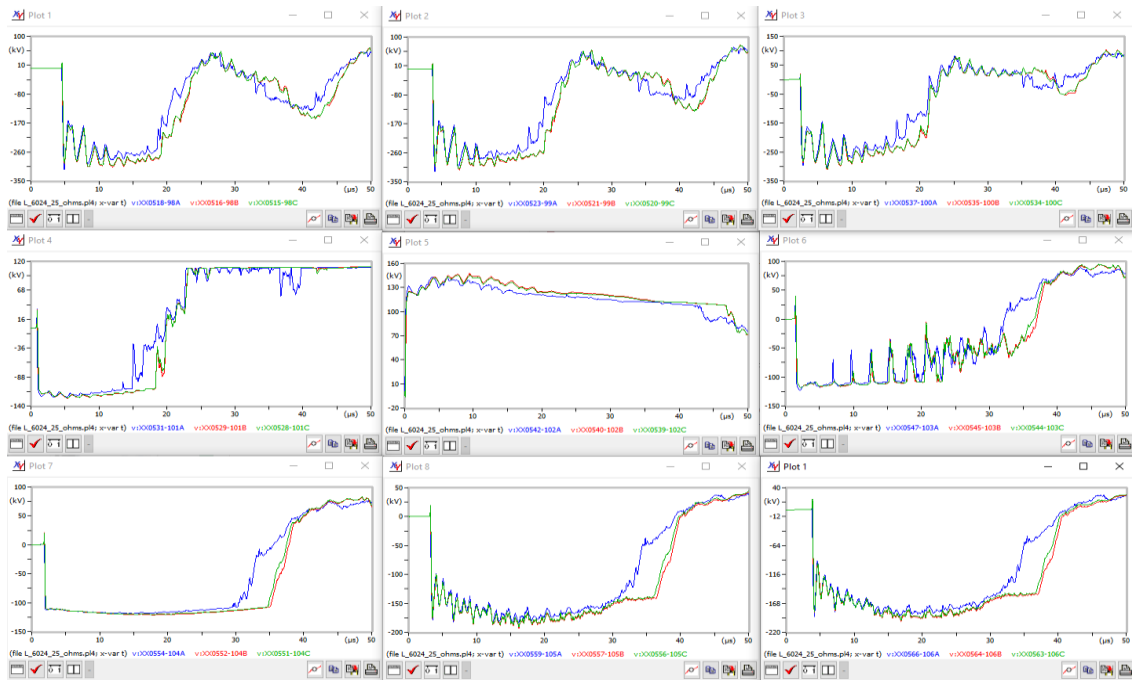 Plot 1
100
(kV)
10
-80
-170
-260
-350
0 10 20 30 40 (µs) 50
(file L_6024_25_ohms.pl4; x-var t) v:XX0518-98A v:XX0516-98B v:XX0515-98C
Plot 2
100
(kV)
10
-80
-170
-260
-350
0 10 20 30 40 (µs) 50
(file L_6024_25_ohms.pl4; x-var t) v:XX0523-99A v:XX0521-99B v:XX0520-99C
Plot 3
150
(kV)
50
-50
-150
-250
-350
0 10 20 30 40 (µs) 50
(file L_6024_25_ohms.pl4; x-var t) v:XX0537-100A v:XX0535-100B v:XX0534-100C
Plot 4
120
(kV)
68
16
-36
-88
-140
0 10 20 30 40 (µs) 50
(file L_6024_25_ohms.pl4; x-var t) v:XX0531-101A v:XX0529-101B v:XX0528-101C
Plot 5
160
(kV)
130
100
70
40
10
-20
0 10 20 30 40 (µs) 50
(file L_6024_25_ohms.pl4; x-var t) v:XX0542-102A v:XX0540-102B v:XX0539-102C
Plot 6
100
(kV)
50
0
-50
-100
-150
0 10 20 30 40 (µs) 50
(file L_6024_25_ohms.pl4; x-var t) v:XX0547-103A v:XX0545-103B v:XX0544-103C
Plot 7
100
(kV)
50
0
-50
-100
-150
0 10 20 30 40 (µs) 50
(file L_6024_25_ohms.pl4; x-var t) v:XX0554-104A v:XX0552-104B v:XX0551-104C
Plot 8
50
(kV)
0
-50
-100
-150
-200
0 10 20 30 40 (µs) 50
(file L_6024_25_ohms.pl4; x-var t) v:XX0559-105A v:XX0557-105B v:XX0556-105C
Plot 1
40
(kV)
-12
-64
-116
-168
-220
0 10 20 30 40 (µs) 50
(file L_6024_25_ohms.pl4; x-var t) v:XX0566-106A v:XX0564-106B v:XX0563-106C